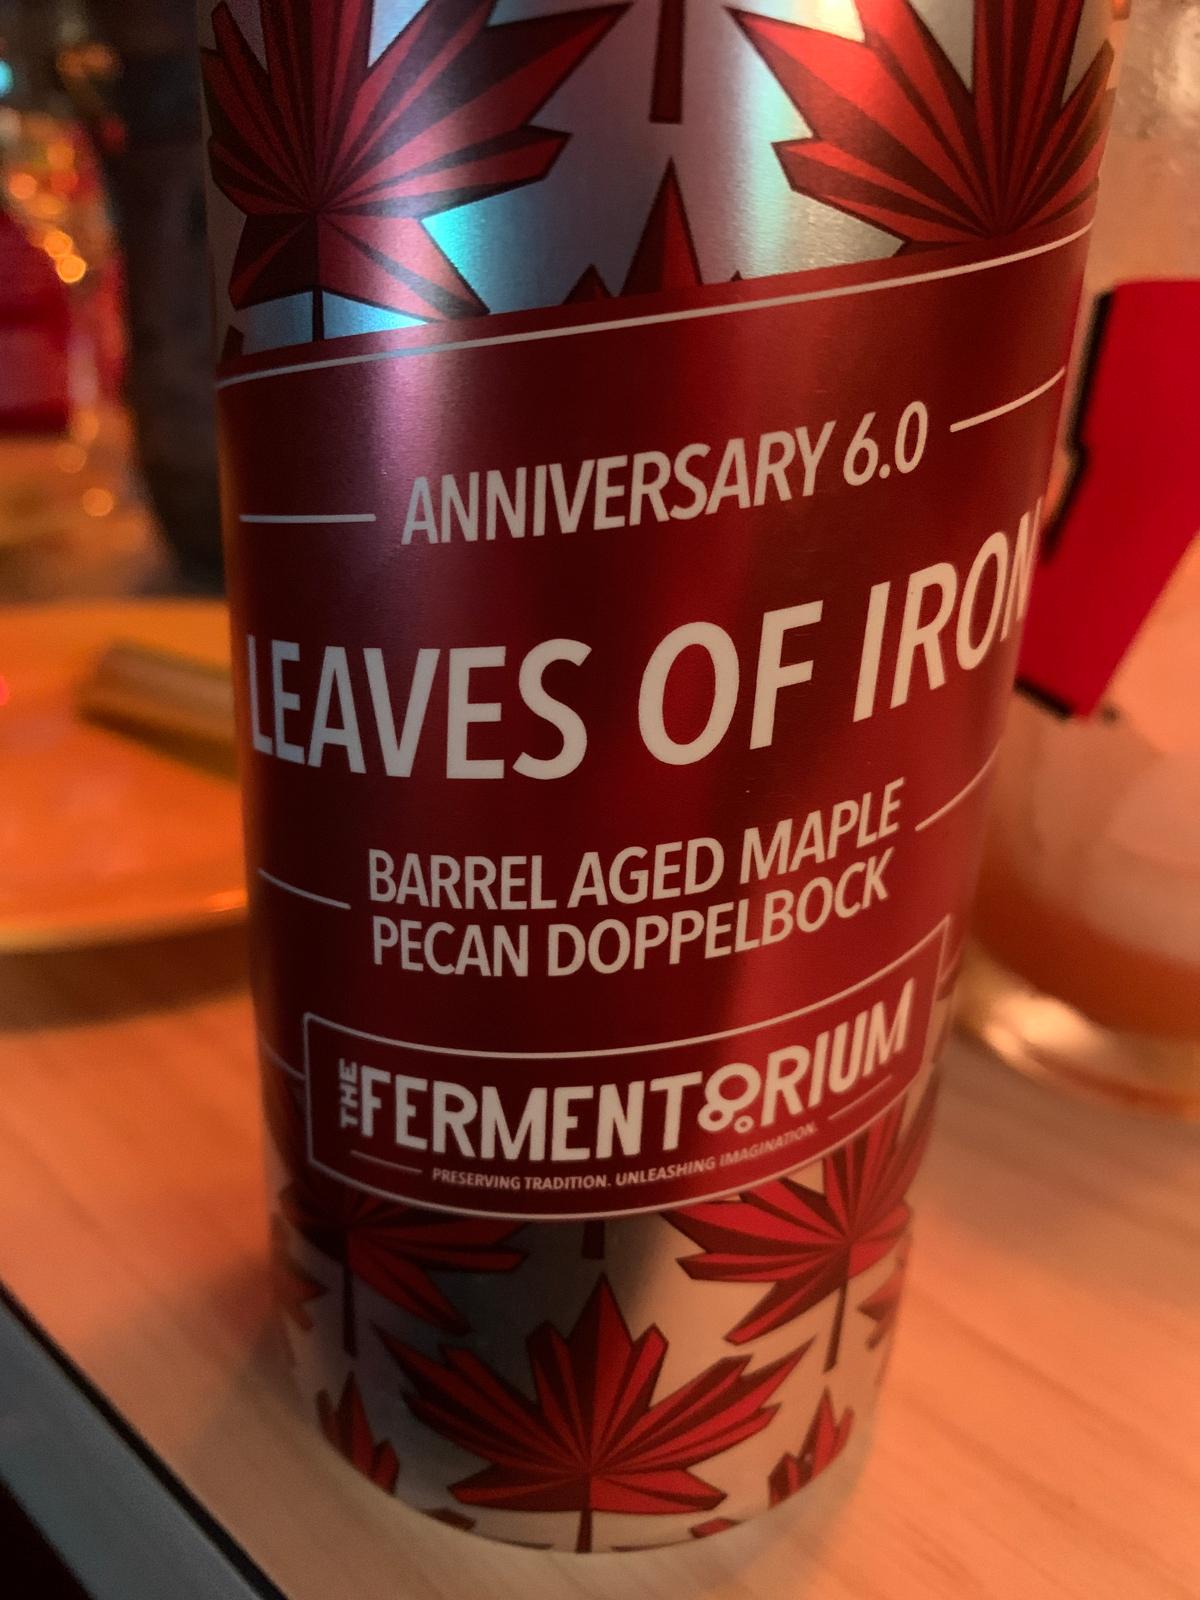 ANNIVERSARY 6.0
LEAVES OF IRON
BARREL AGED MAPLE
PECAN DOPPELBOCK
THE FERMENTORIUM
PRESERVING TRADITION. UNLEASHING IMAGINATION.